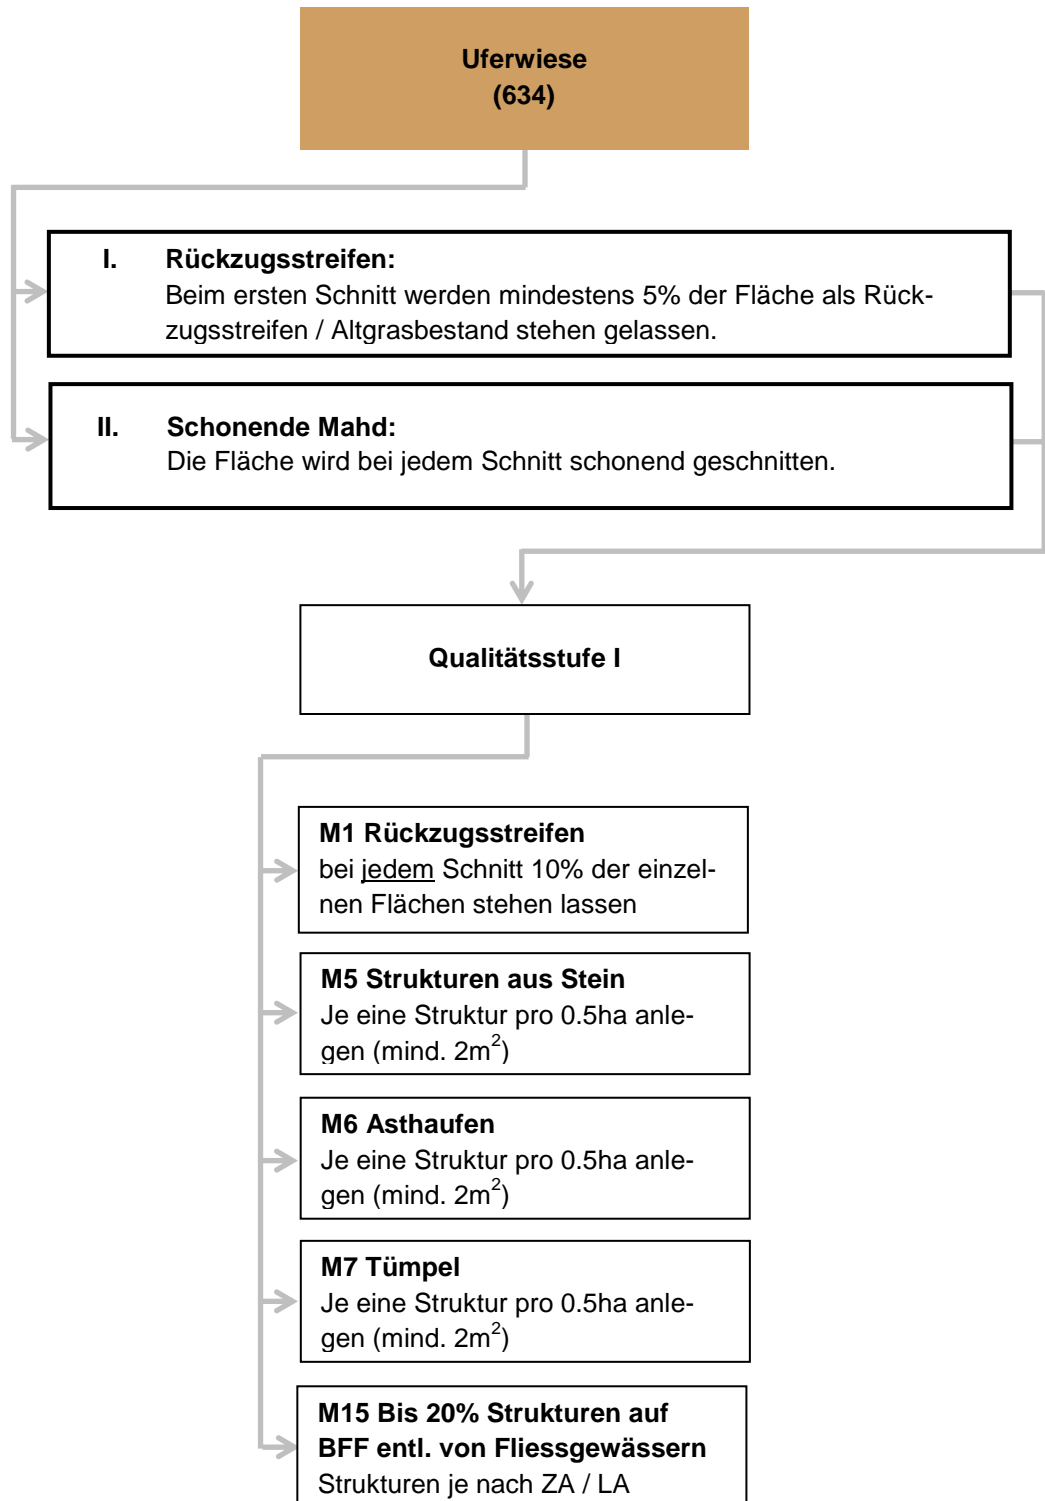 Uferwiese
(634)
I. Rückzugsstreifen:
Beim ersten Schnitt werden mindestens 5% der Fläche als Rück-
zugsstreifen / Altgrasbestand stehen gelassen.
II. Schonende Mahd:
Die Fläche wird bei jedem Schnitt schonend geschnitten.
Qualitätsstufe I
M1 Rückzugsstreifen
bei jedem Schnitt 10% der einzel-
nen Flächen stehen lassen
M5 Strukturen aus Stein
Je eine Struktur pro 0.5ha anle-
gen (mind. 2m²)
M6 Asthaufen
Je eine Struktur pro 0.5ha anle-
gen (mind. 2m²)
M7 Tümpel
Je eine Struktur pro 0.5ha anle-
gen (mind. 2m²)
M15 Bis 20% Strukturen auf
BFF entl. von Fliessgewässern
Strukturen je nach ZA / LA